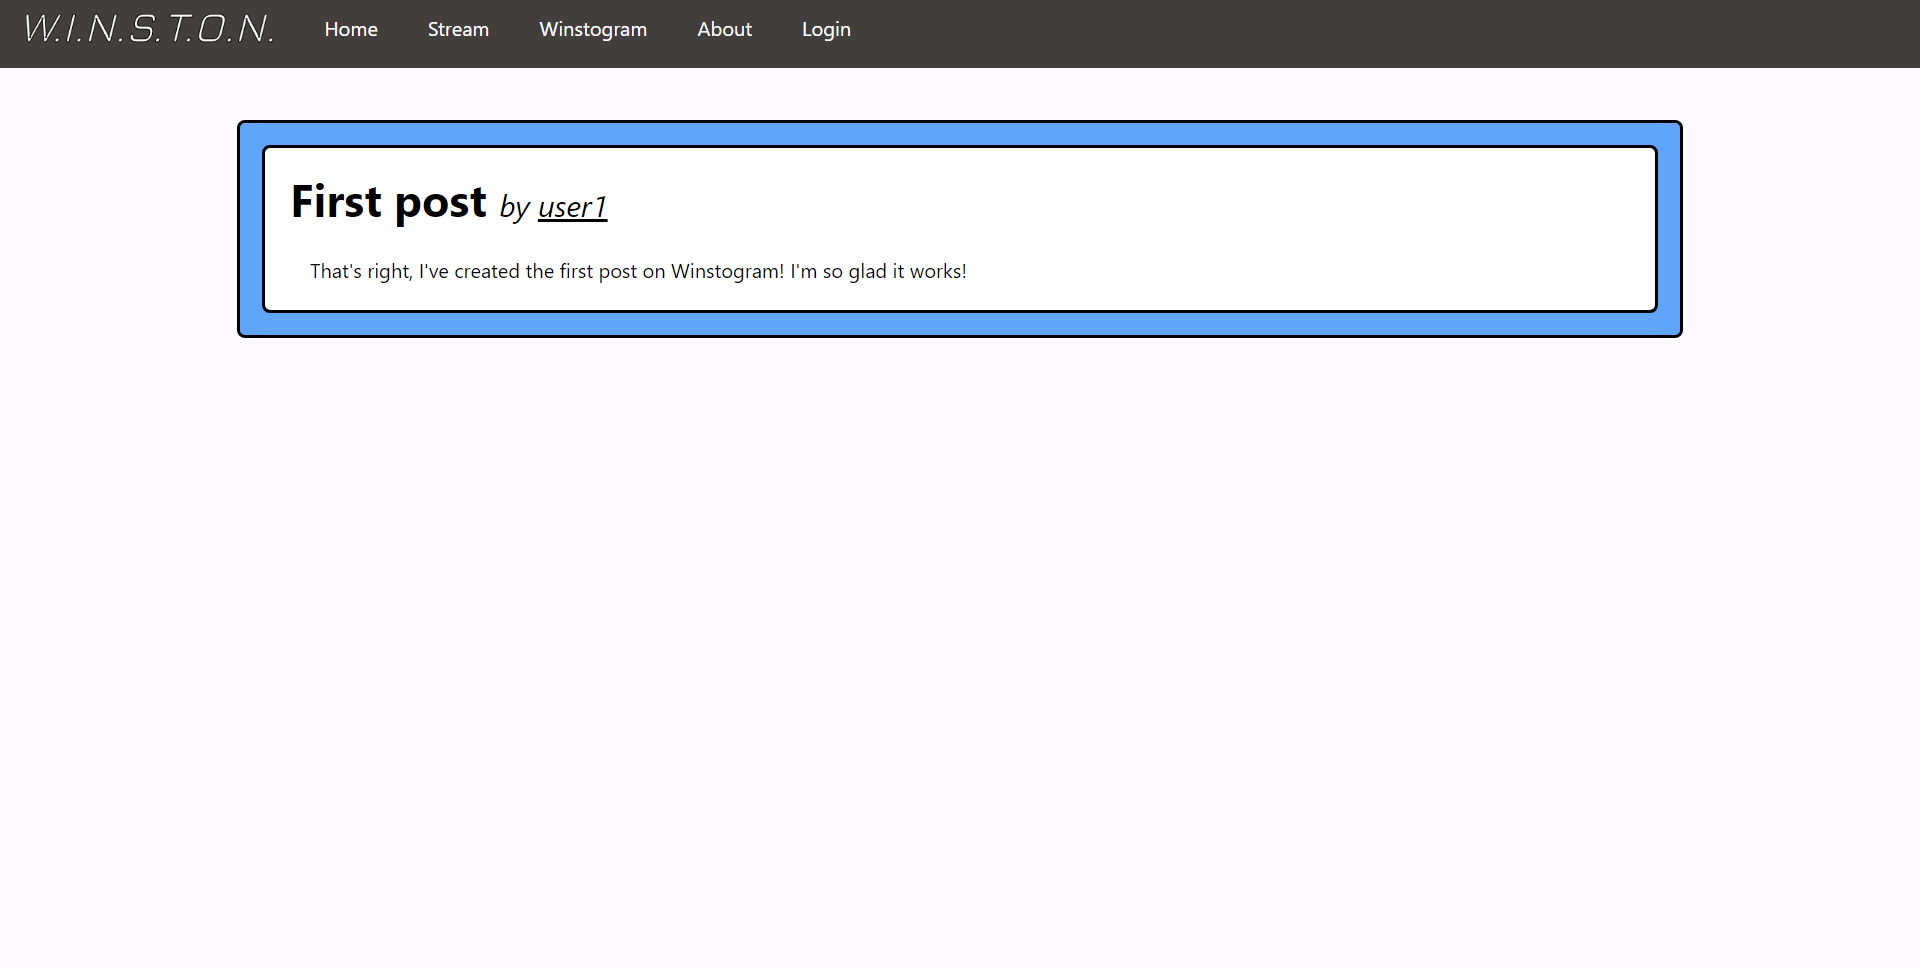 W.I.N.S.T.O.N. Home Stream Winstogram About Login
First post by user1
That's right, I've created the first post on Winstogram! I'm so glad it works!